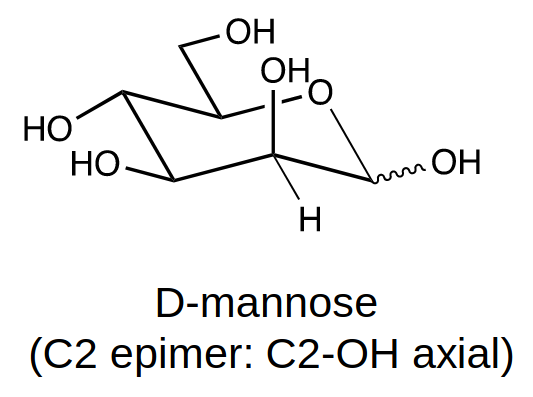 OH
OH
O
HO
HO
OH
H
D-mannose
(C2 epimer: C2-OH axial)